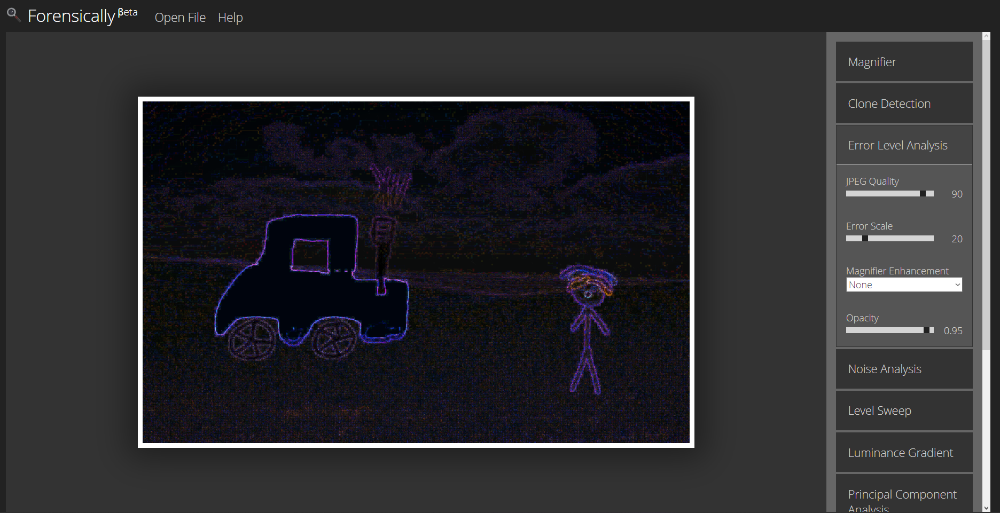 Forensically βeta Open File Help
Magnifier
Clone Detection
Error Level Analysis
JPEG Quality
90
Error Scale
20
Magnifier Enhancement
None
Opacity
0.95
Noise Analysis
Level Sweep
Luminance Gradient
Principal Component
Analysis